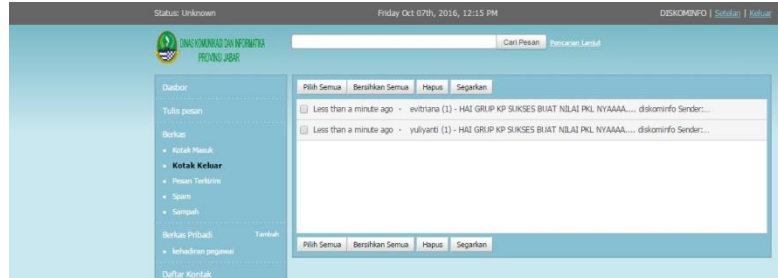 Status: Unknown
Friday Oct 07th, 2016, 12:15 PM
DISKOMINFO | Setelan | Keluar
DINAS KOMUNIKASI DAN INFORMATIKA
PROVINSI JABAR
Cari Pesan
Pencarian Lanjut
Dasbor
Tulis pesan
Berkas
Kotak Masuk
Kotak Keluar
Pesan Terkirim
Spam
Sampah
Berkas Pribadi Tambah
kehadiran pegawai
Daftar Kontak
Pilih Semua Bersihkan Semua Hapus Segarkan
Less than a minute ago - evitriana (1) - HAI GRUP KP SUKSES BUAT NILAI PKL NYAAAA.... diskominfo Sender:...
Less than a minute ago - yuliyanti (1) - HAI GRUP KP SUKSES BUAT NILAI PKL NYAAAA.... diskominfo Sender:...
Pilih Semua Bersihkan Semua Hapus Segarkan